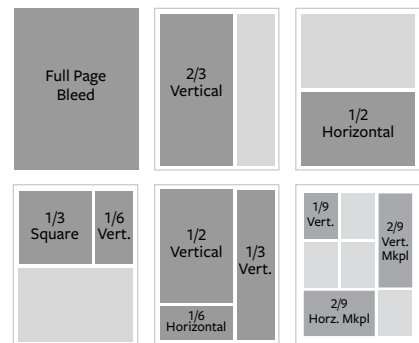 Full Page
Bleed
2/3
Vertical
1/2
Horizontal
1/3
Square
1/6
Vert.
1/2
Vertical
1/6
Horizontal
1/3
Vert.
1/9
Vert.
2/9
Vert.
Mkpl
2/9
Horz. Mkpl